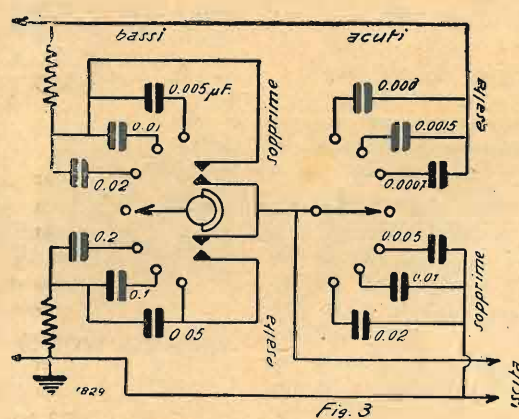 bassi
acuti
0.005 µF.
0.01
0.02
sopprime
0.2
0.1
0.05
esalta
0.003
0.0015
0.0007
esalta
0.005
0.01
0.02
sopprime
uscita
1829
Fig. 3